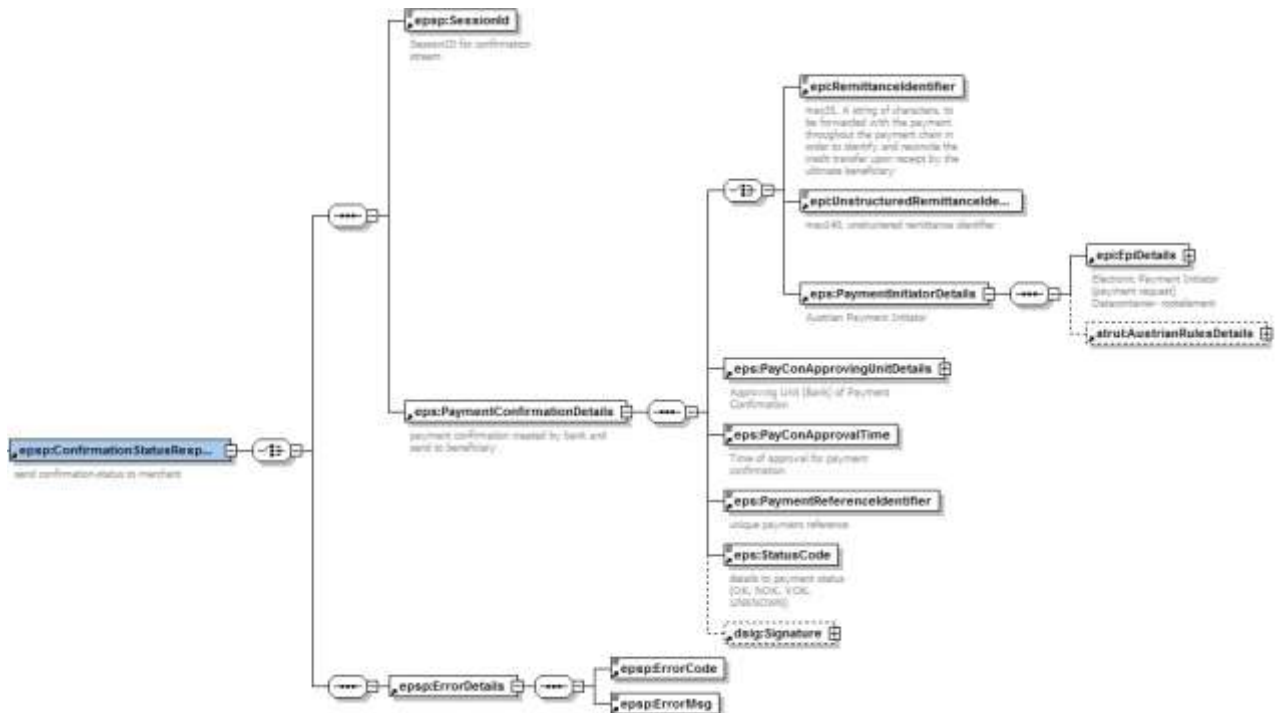 epsp:SessionId
SessionID for confirmation
stream
epi:RemittanceIdentifier
max35, A string of characters, to
be forwarded with the payment
throughout the payment chain in
order to identify and reconcile the
credit transfer upon receipt by the
ultimate beneficiary
epi:UnstructuredRemittanceIde...
max140, unstructured remittance identifier
epi:EpiDetails
Electronic Payment Initiator
(payment request)
Datacontainer- rootelement
eps:PaymentInitiatorDetails
Austrian Payment Initiator
atrul:AustrianRulesDetails
eps:PayConApprovingUnitDetails
Approving Unit (Bank) of Payment
Confirmation
eps:PaymentConfirmationDetails
payment confirmation created by bank and
send to beneficiary
eps:PayConApprovalTime
Time of approval for payment
confirmation
epsp:ConfirmationStatusResp...
send confirmation-status to merchant
eps:PaymentReferenceIdentifier
unique payment reference
eps:StatusCode
details to payment status
(OK, NOK, VOK,
UNKNOWN)
dsig:Signature
epsp:ErrorDetails
epsp:ErrorCode
epsp:ErrorMsg